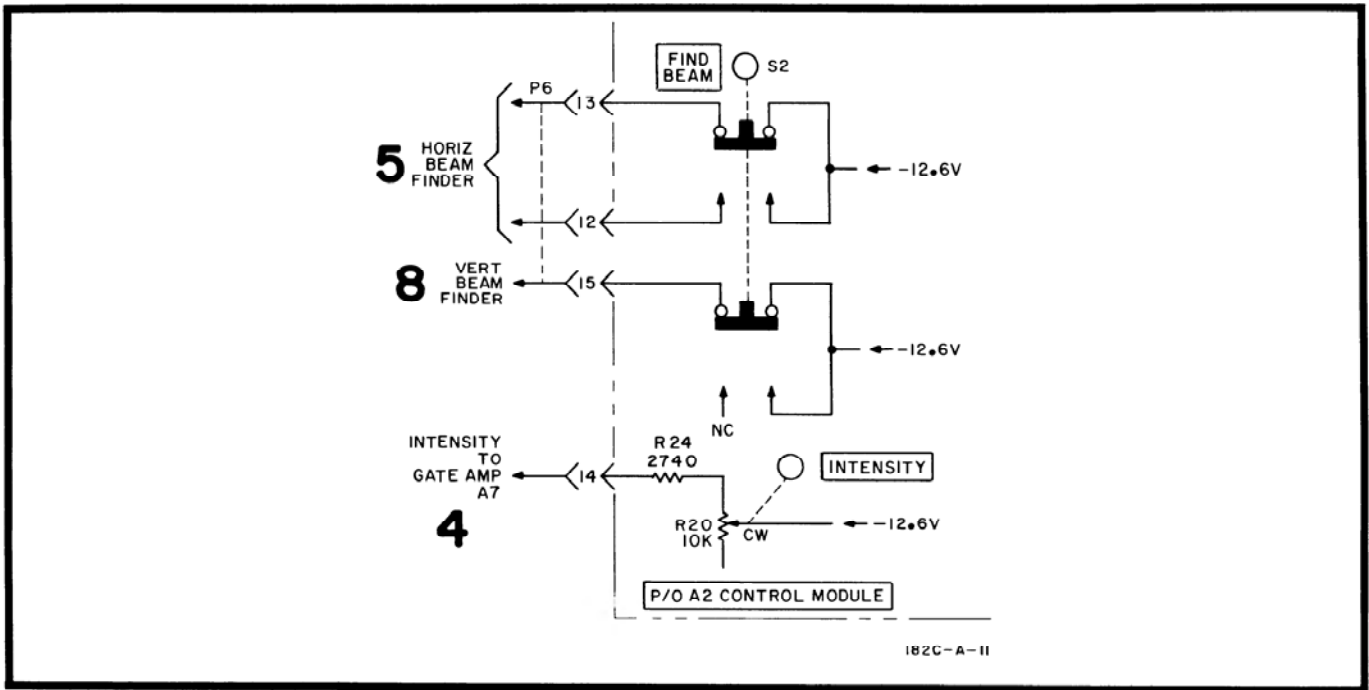 FIND
BEAM
S2
P6
13
5
HORIZ
BEAM
FINDER
-12.6V
12
8
VERT
BEAM
FINDER
15
-12.6V
NC
INTENSITY
TO
GATE AMP
A7
4
14
R24
2740
INTENSITY
R20
10K
CW
-12.6V
P/O A2 CONTROL MODULE
182C-A-11